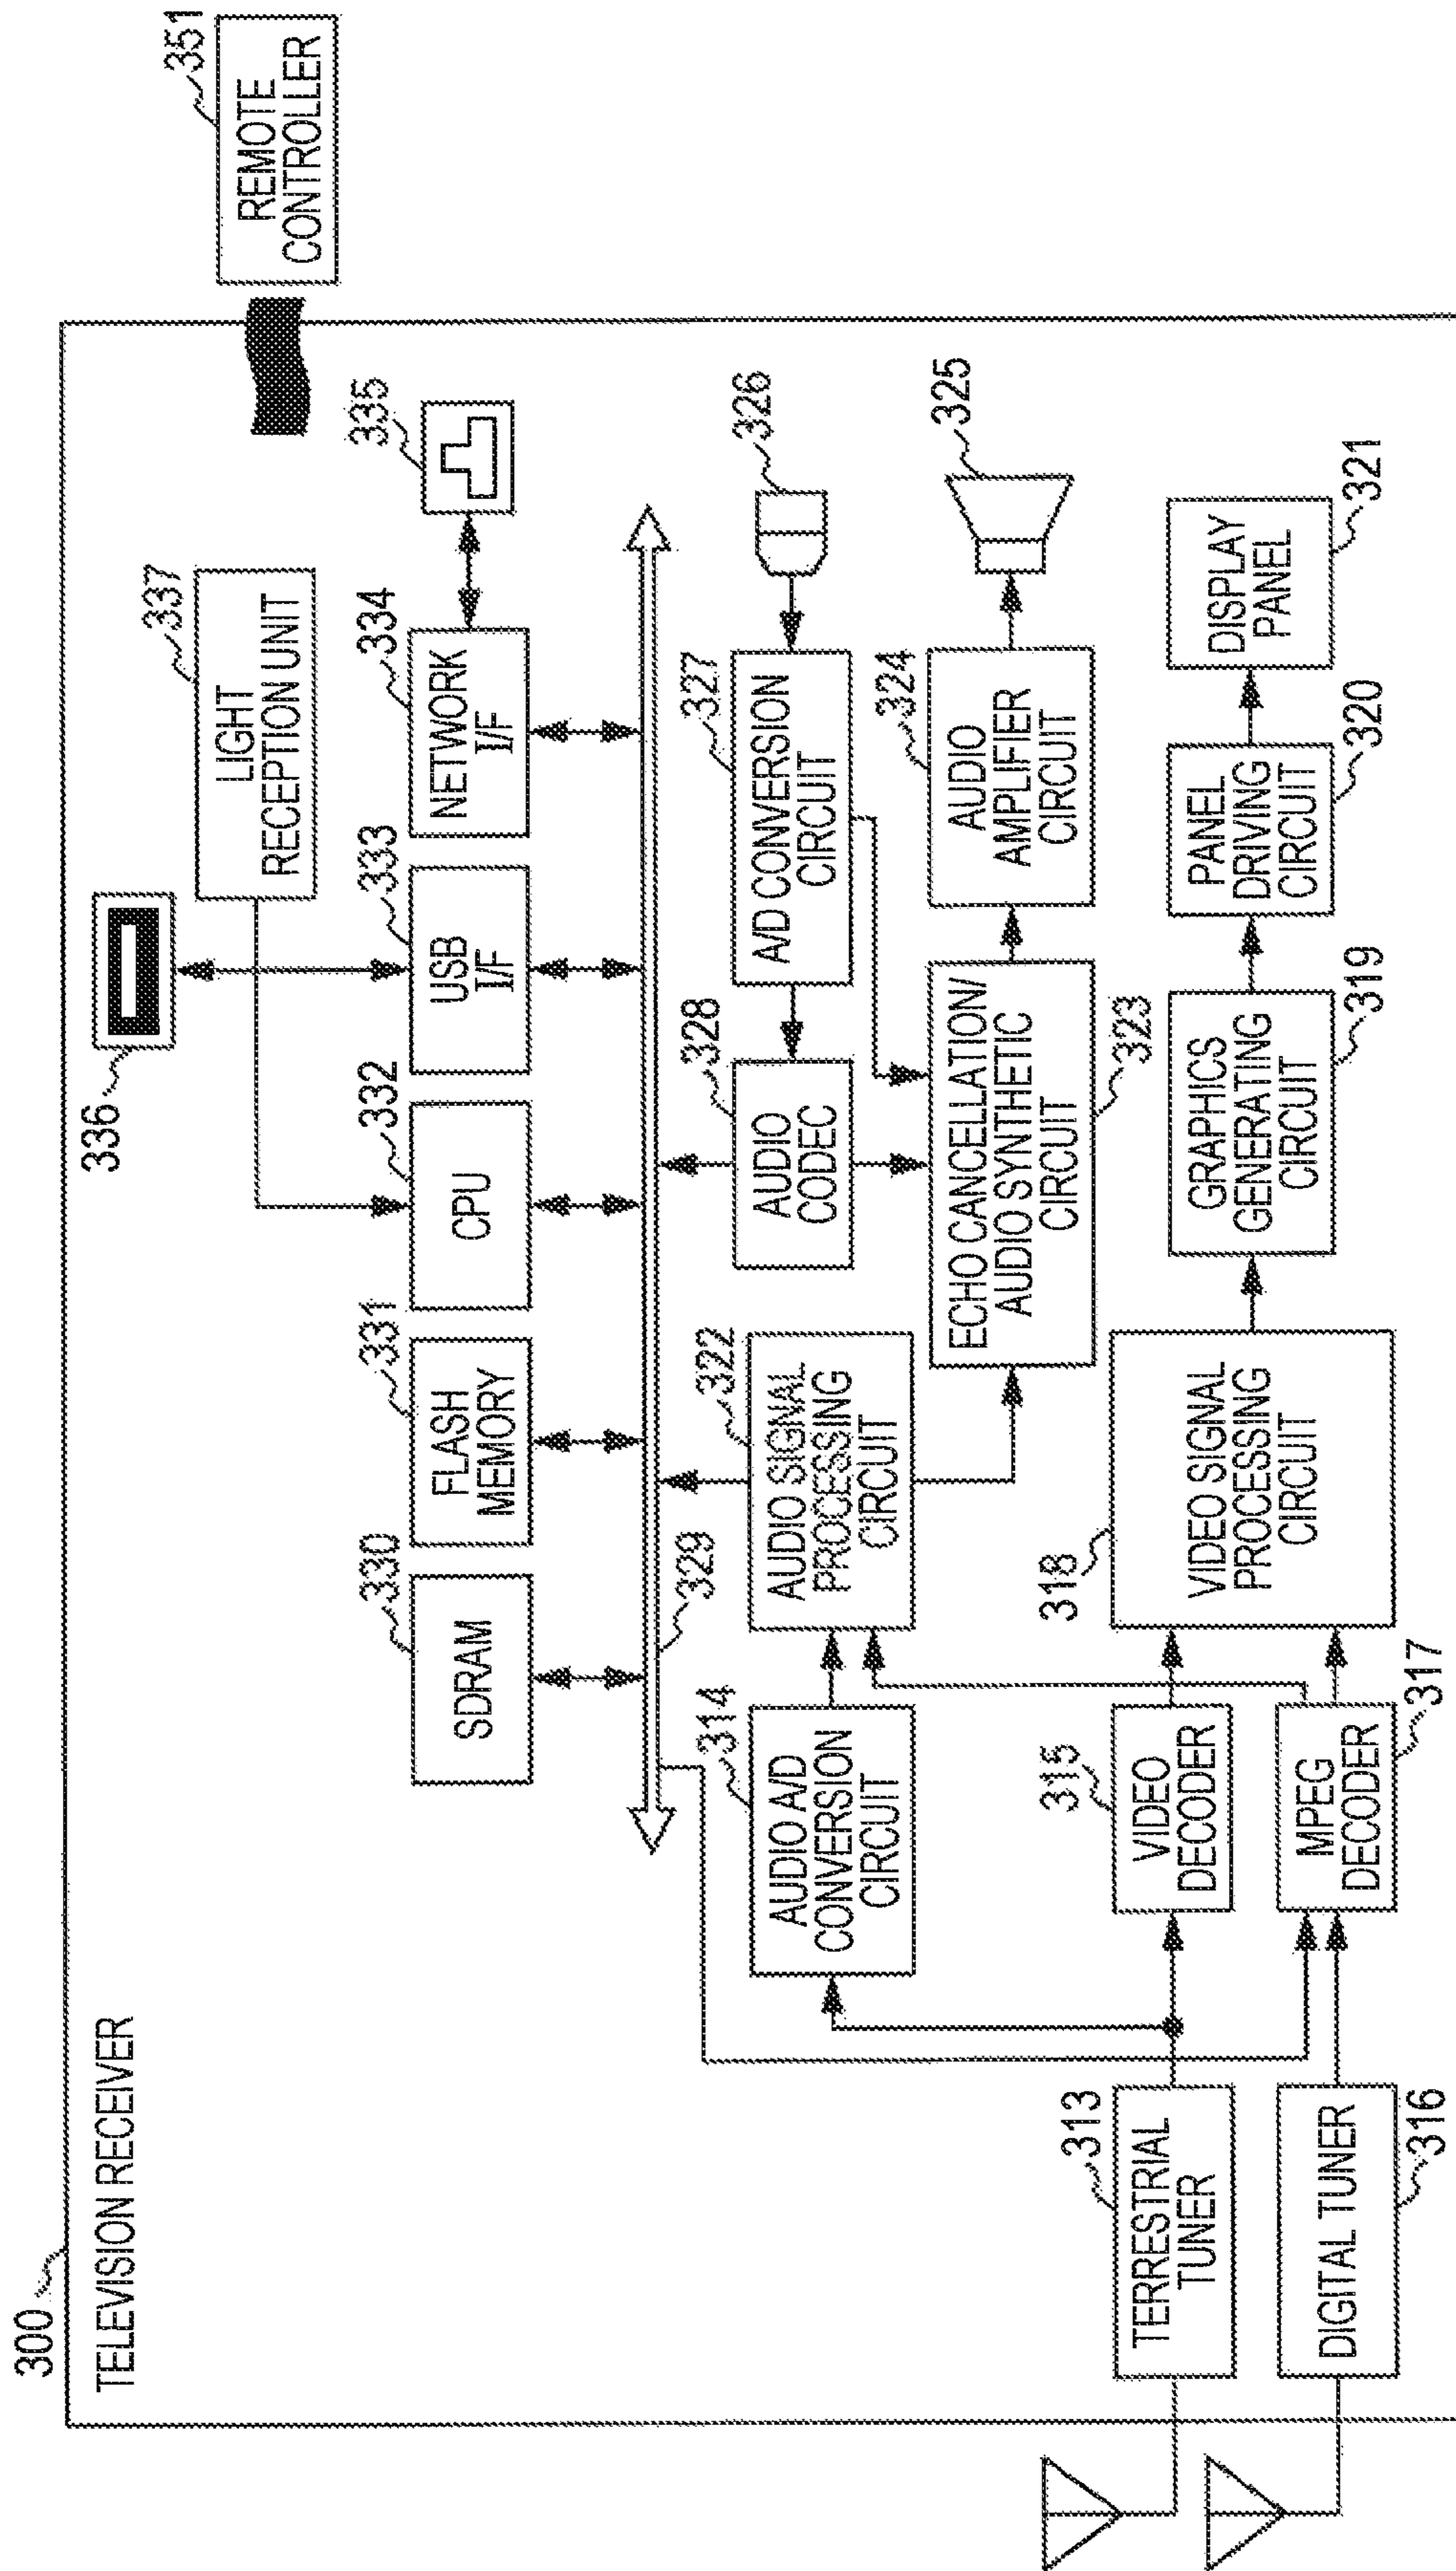 300
TELEVISION RECEIVER
351
REMOTE
CONTROLLER
336
337
LIGHT
RECEPTION UNIT
335
330
SDRAM
331
FLASH
MEMORY
332
CPU
333
USB
I/F
334
NETWORK
I/F
329
314
AUDIO A/D
CONVERSION
CIRCUIT
322
AUDIO SIGNAL
PROCESSING
CIRCUIT
328
AUDIO
CODEC
327
A/D CONVERSION
CIRCUIT
326
ECHO CANCELLATION/
AUDIO SYNTHETIC
CIRCUIT
323
324
AUDIO
AMPLIFIER
CIRCUIT
325
313
TERRESTRIAL
TUNER
315
VIDEO
DECODER
318
VIDEO SIGNAL
PROCESSING
CIRCUIT
GRAPHICS
GENERATING
CIRCUIT
319
PANEL
DRIVING
CIRCUIT
320
DISPLAY
PANEL
321
DIGITAL TUNER
316
MPEG
DECODER
317